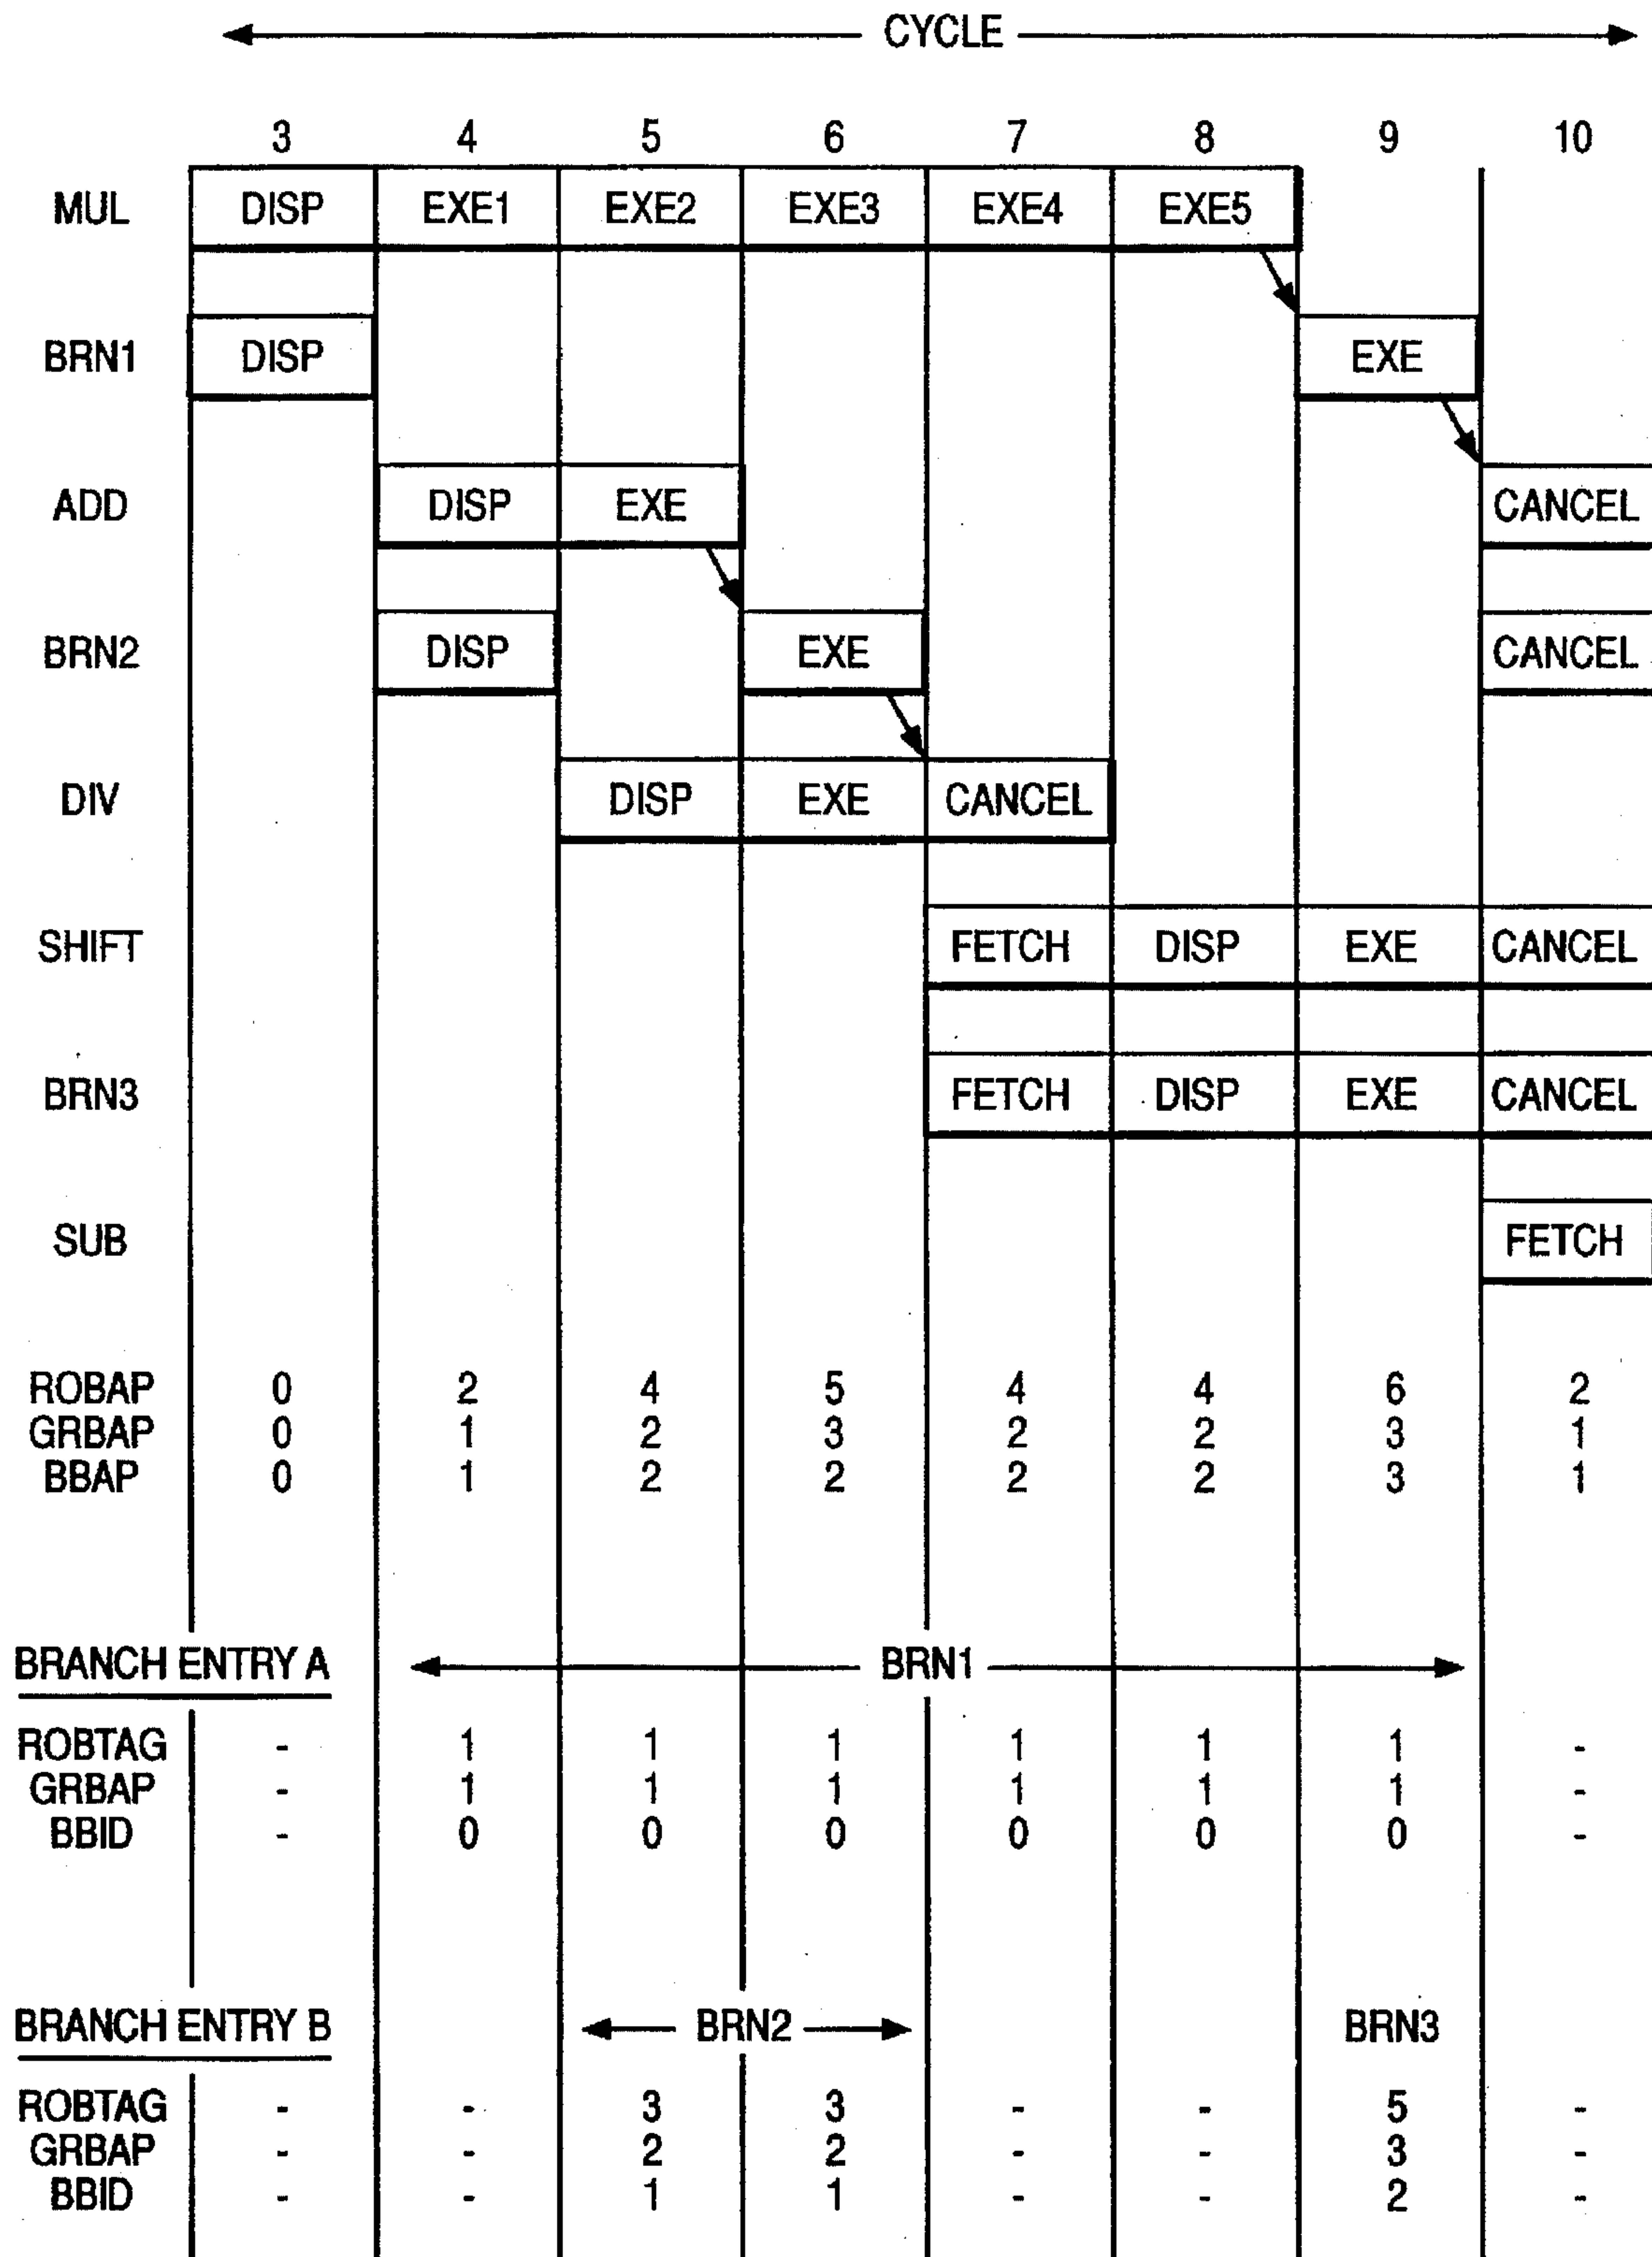 CYCLE
3 4 5 6 7 8 9 10
MUL DISP EXE1 EXE2 EXE3 EXE4 EXE5
BRN1 DISP EXE
ADD DISP EXE CANCEL
BRN2 DISP EXE CANCEL
DIV DISP EXE CANCEL
SHIFT FETCH DISP EXE CANCEL
BRN3 FETCH DISP EXE CANCEL
SUB FETCH
ROBAP 0 2 4 5 4 4 6 2
GRBAP 0 1 2 3 2 2 3 1
BBAP 0 1 2 2 2 2 3 1
BRANCH ENTRY A BRN1
ROBTAG - 1 1 1 1 1 1 -
GRBAP - 1 1 1 1 1 1 -
BBID - 0 0 0 0 0 0 -
BRANCH ENTRY B BRN2 BRN3
ROBTAG - - 3 3 - - 5 -
GRBAP - - 2 2 - - 3 -
BBID - - 1 1 - - 2 -